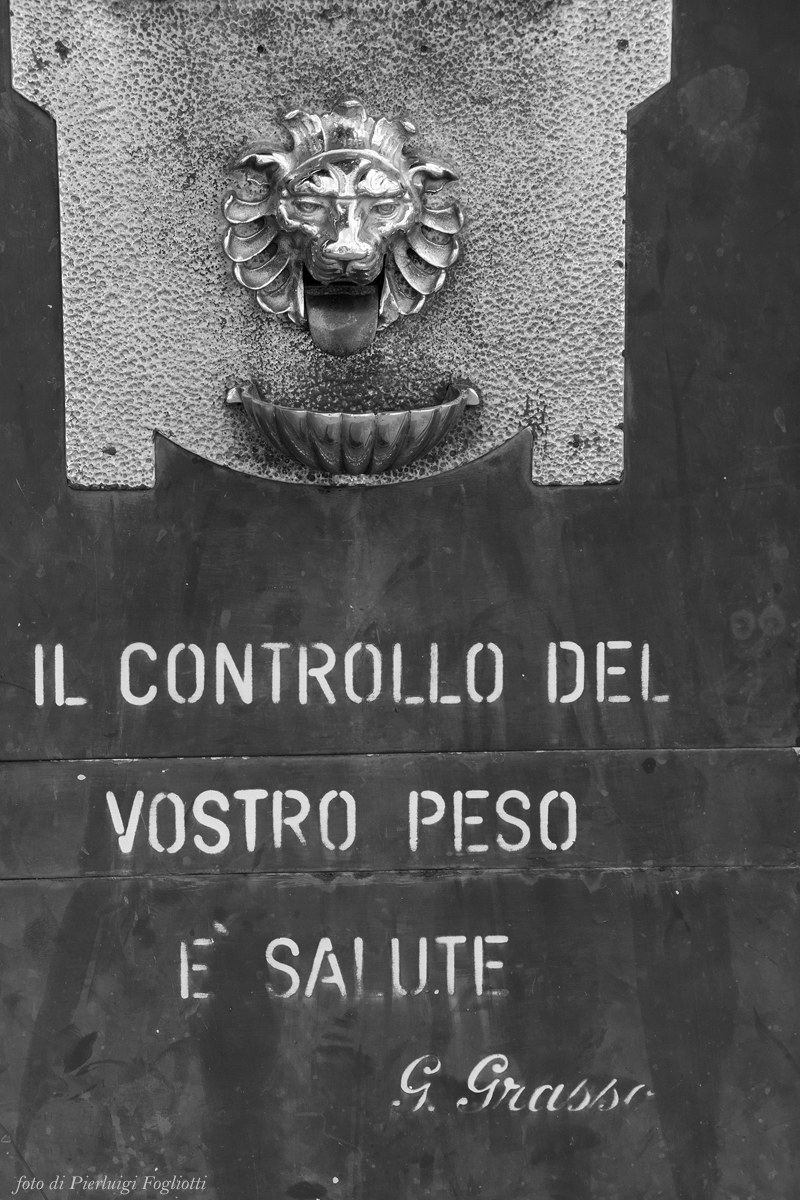 IL CONTROLLO DEL
VOSTRO PESO
E' SALUTE
G. Grasso
foto di Pierluigi Fogliotti